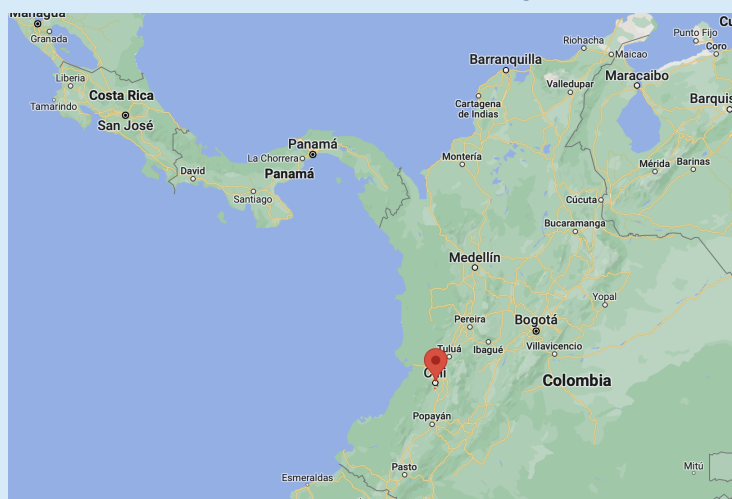 Managua
Granada
Liberia
Costa Rica
Tamarindo
San José
David
Santiago
La Chorrera
Panamá
Panamá
Riohacha
Maicao
Punto Fijo
Coro
Barranquilla
Valledupar
Maracaibo
Cartagena
de Indias
Montería
Mérida
Barinas
Cúcuta
Bucaramanga
Medellín
Yopal
Pereira
Bogotá
Tuluá
Ibagué
Villavicencio
Cali
Colombia
Popayán
Pasto
Esmeraldas
Mitú